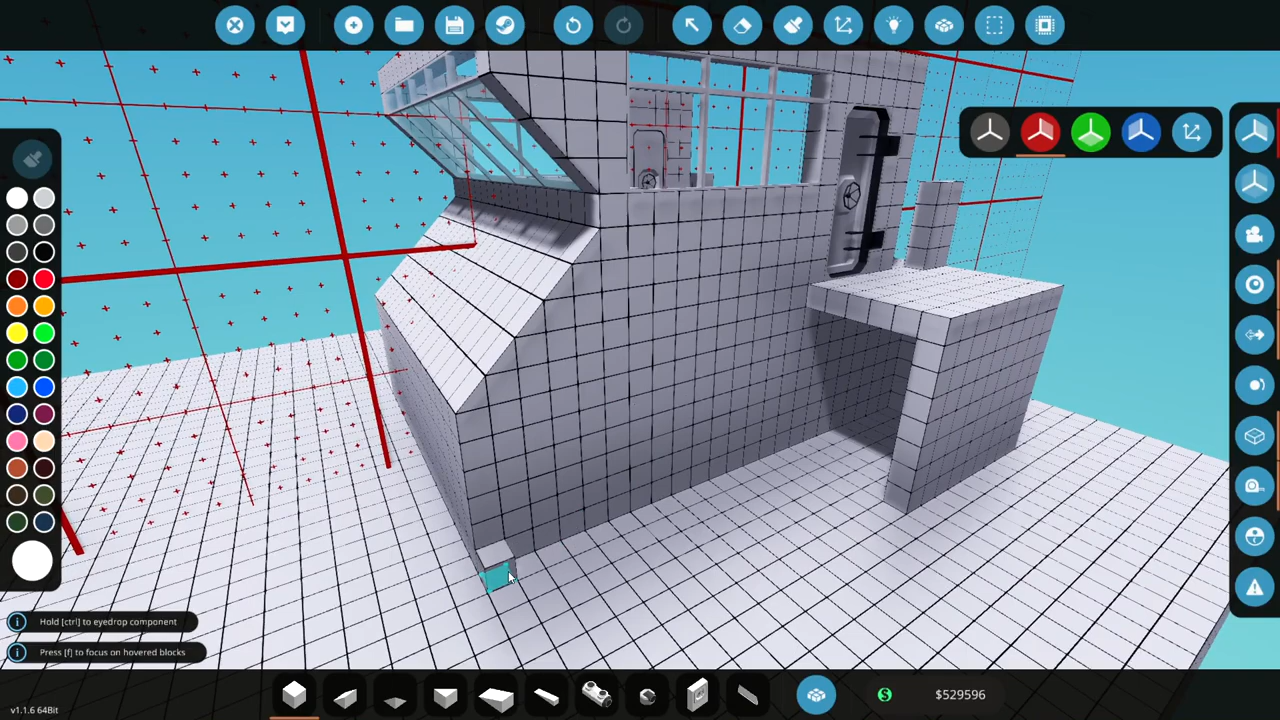 Hold [ctrl] to eyedrop component
Press [f] to focus on hovered blocks
v1.1.6 64Bit
$ $529596